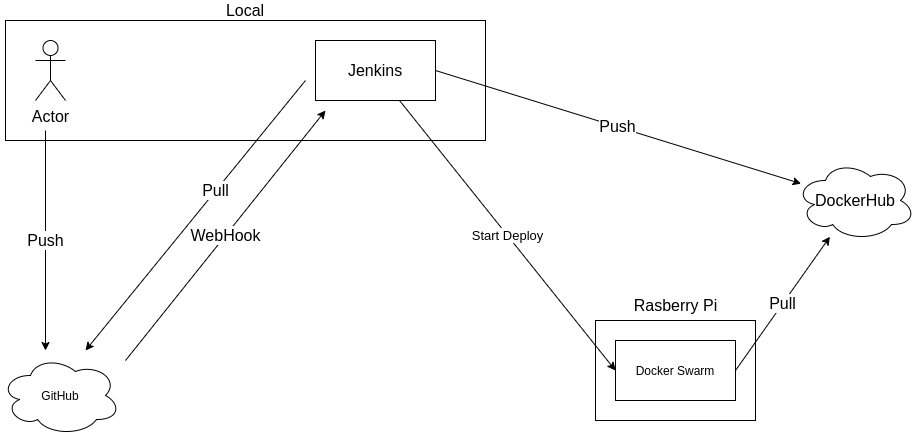 Local
Jenkins
Actor
Push
Pull
Push
WebHook
Start Deploy
DockerHub
Rasberry Pi
Pull
Docker Swarm
GitHub